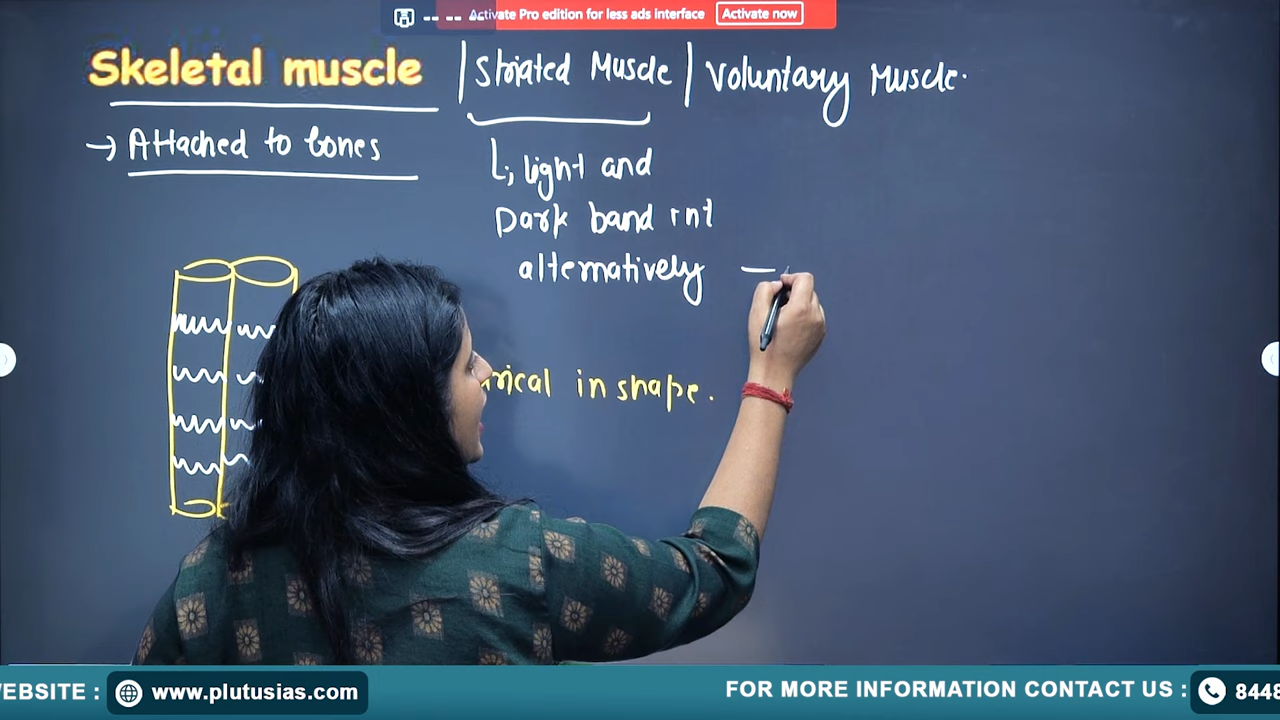 Activate Pro edition for less ads interface Activate now
Skeletal muscle | Striated Muscle | Voluntary Muscle.
→ Attached to bones
L, light and
Dark band
alternatively —
in shape.
WEBSITE : www.plutusias.com
FOR MORE INFORMATION CONTACT US : 8448